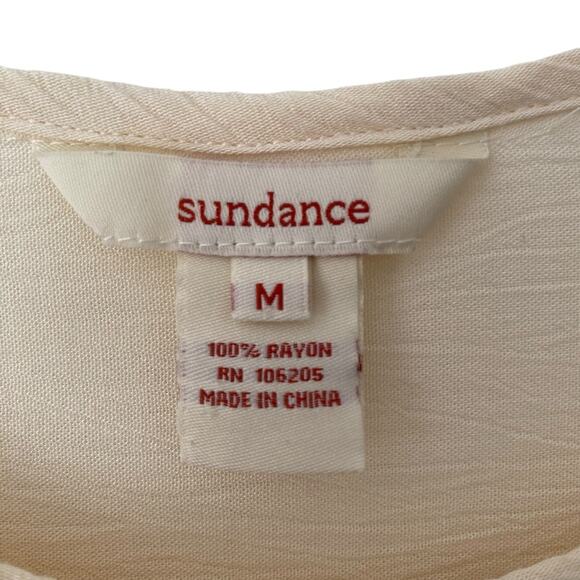 sundance
M
100% RAYON
RN 106205
MADE IN CHINA